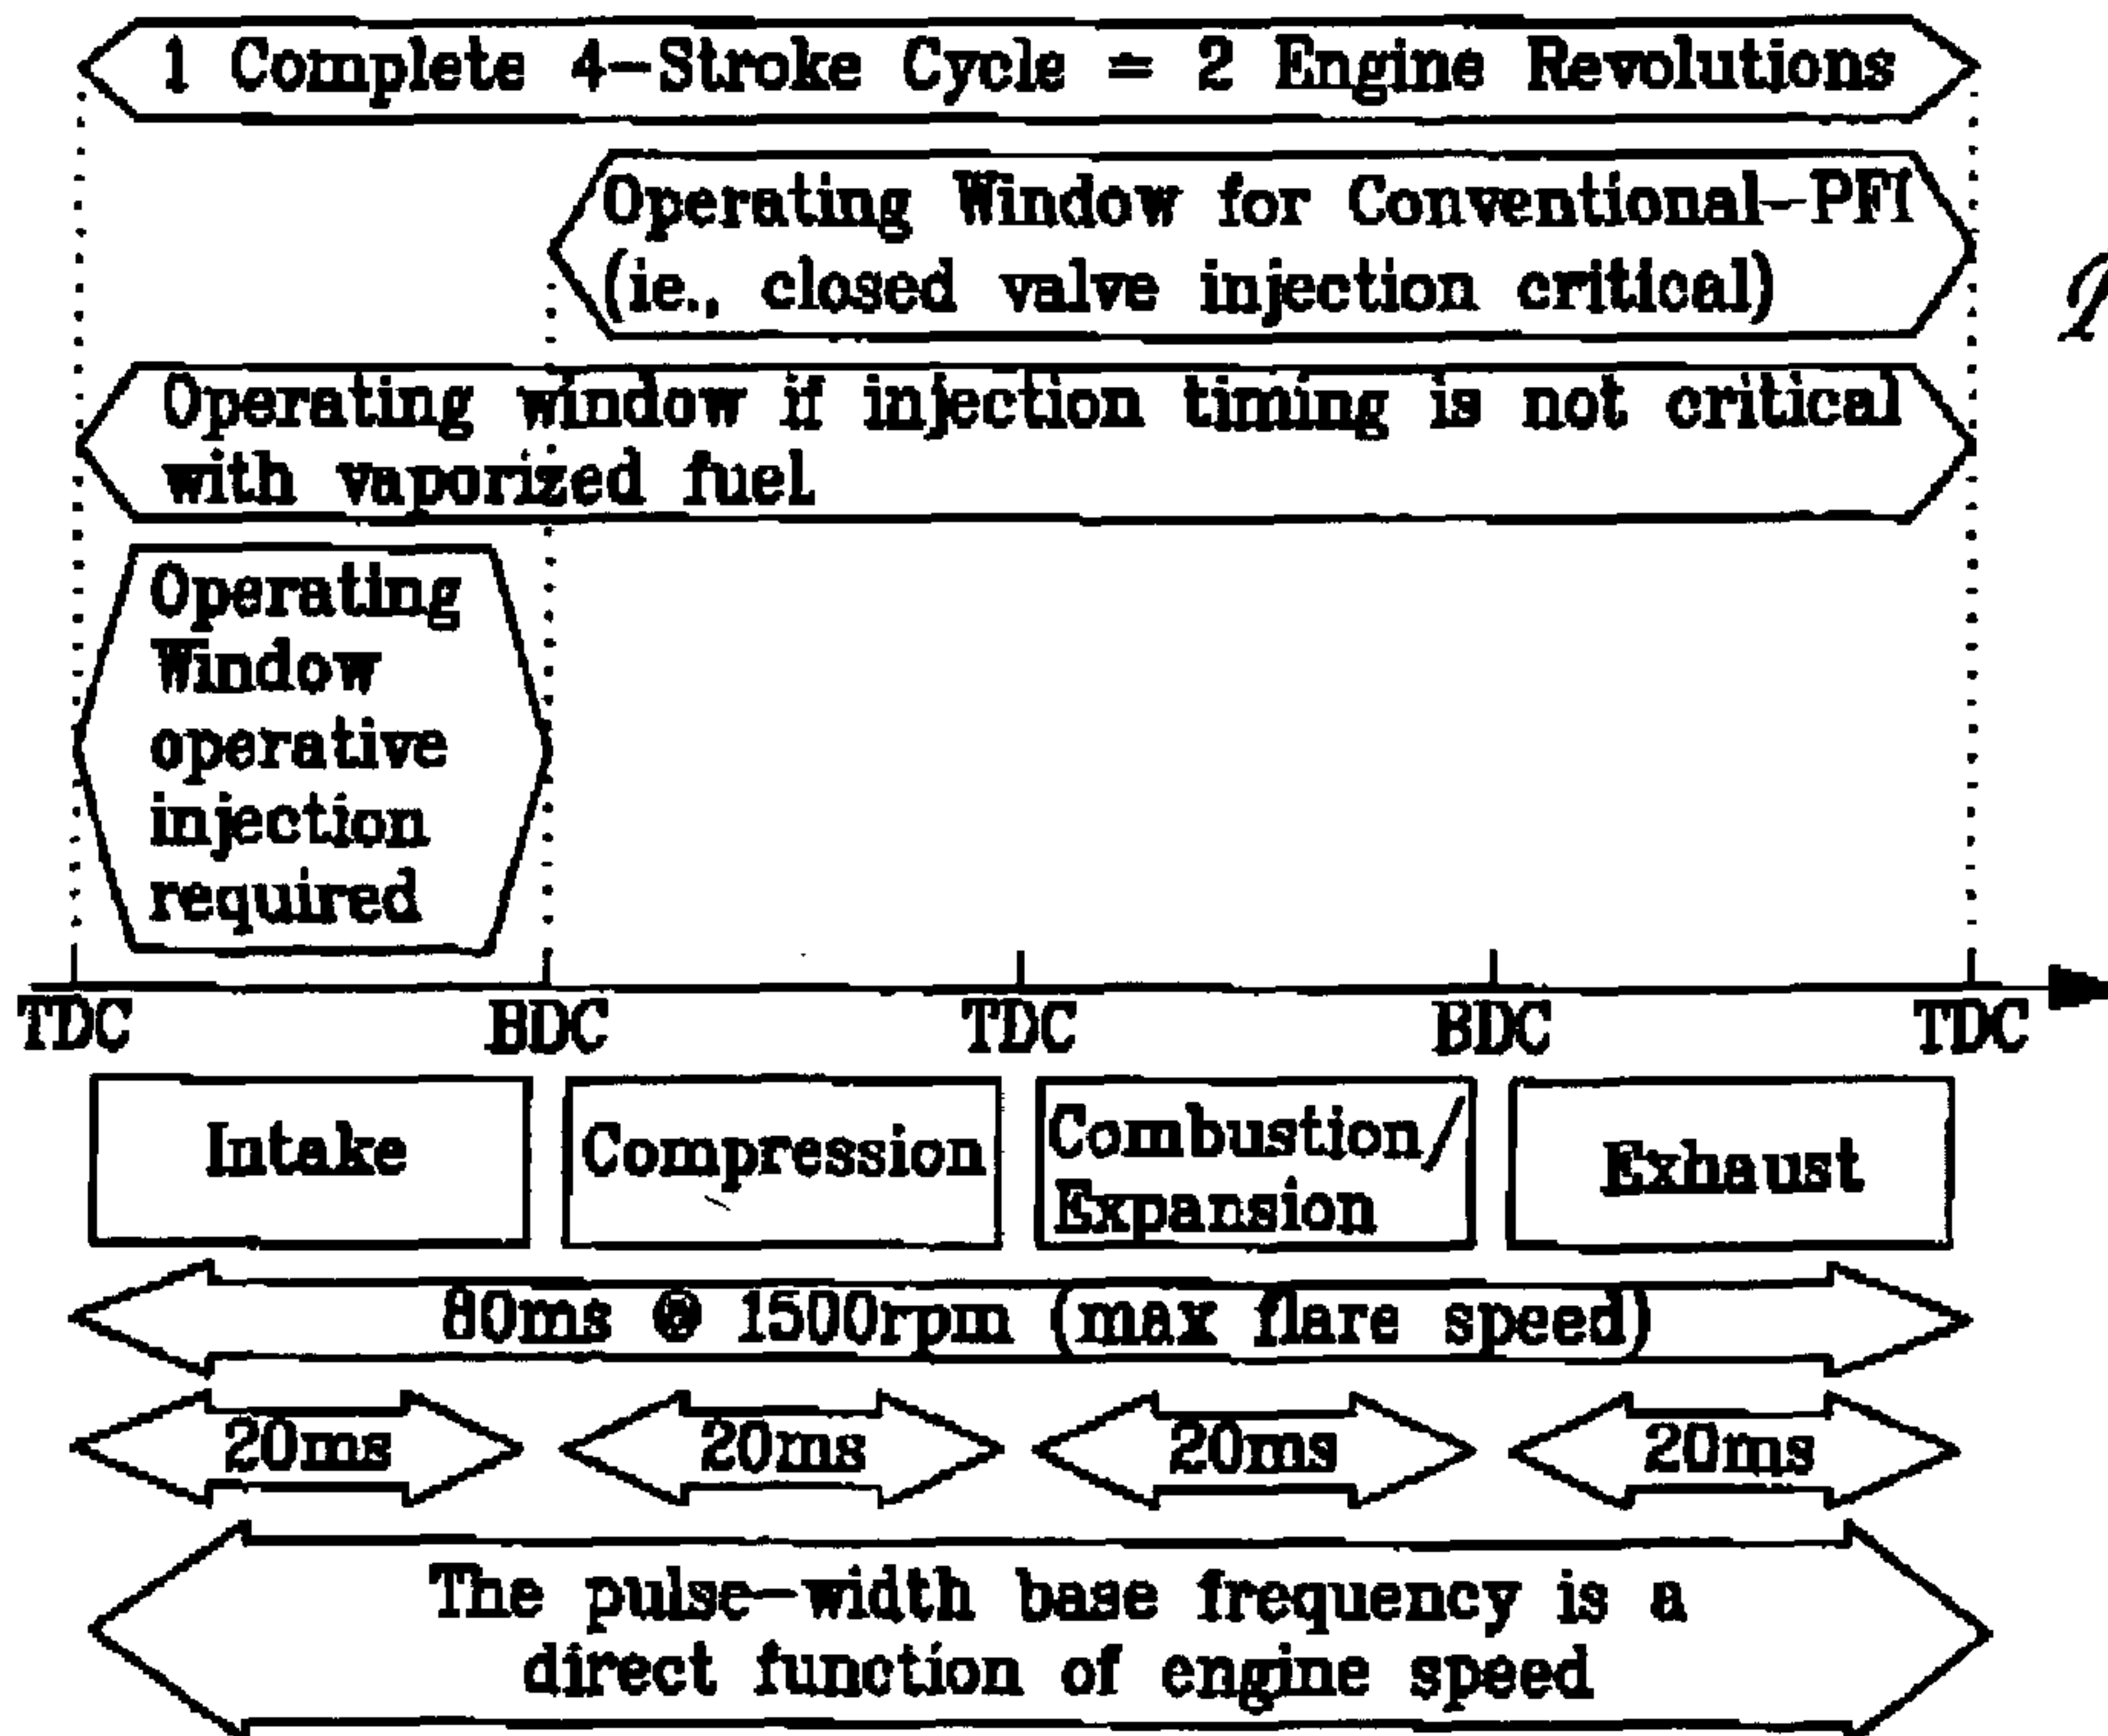 1 Complete 4-Stroke Cycle = 2 Engine Revolutions
Operating Window for Conventional-PFI
(ie., closed valve injection critical)
Operating window if injection timing is not critical
with vaporized fuel
Operating
Window
operative
injection
required
TDC BDC TDC BDC TDC
Intake
Compression
Combustion/
Expansion
Exhaust
80ms @ 1500rpm (max flare speed)
20ms 20ms 20ms 20ms
The pulse-width base frequency is a
direct function of engine speed